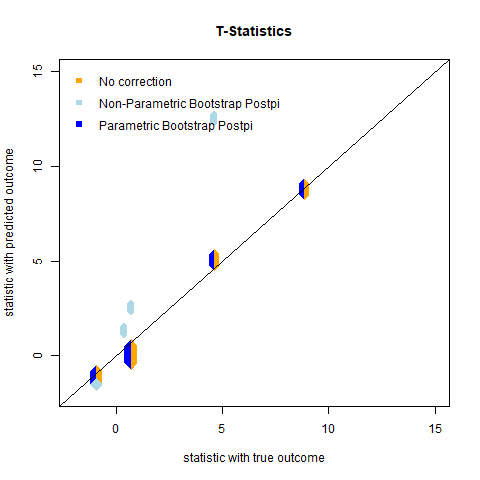 T-Statistics
No correction
Non-Parametric Bootstrap Postpi
Parametric Bootstrap Postpi
statistic with predicted outcome
15
10
5
0
0 5 10 15
statistic with true outcome